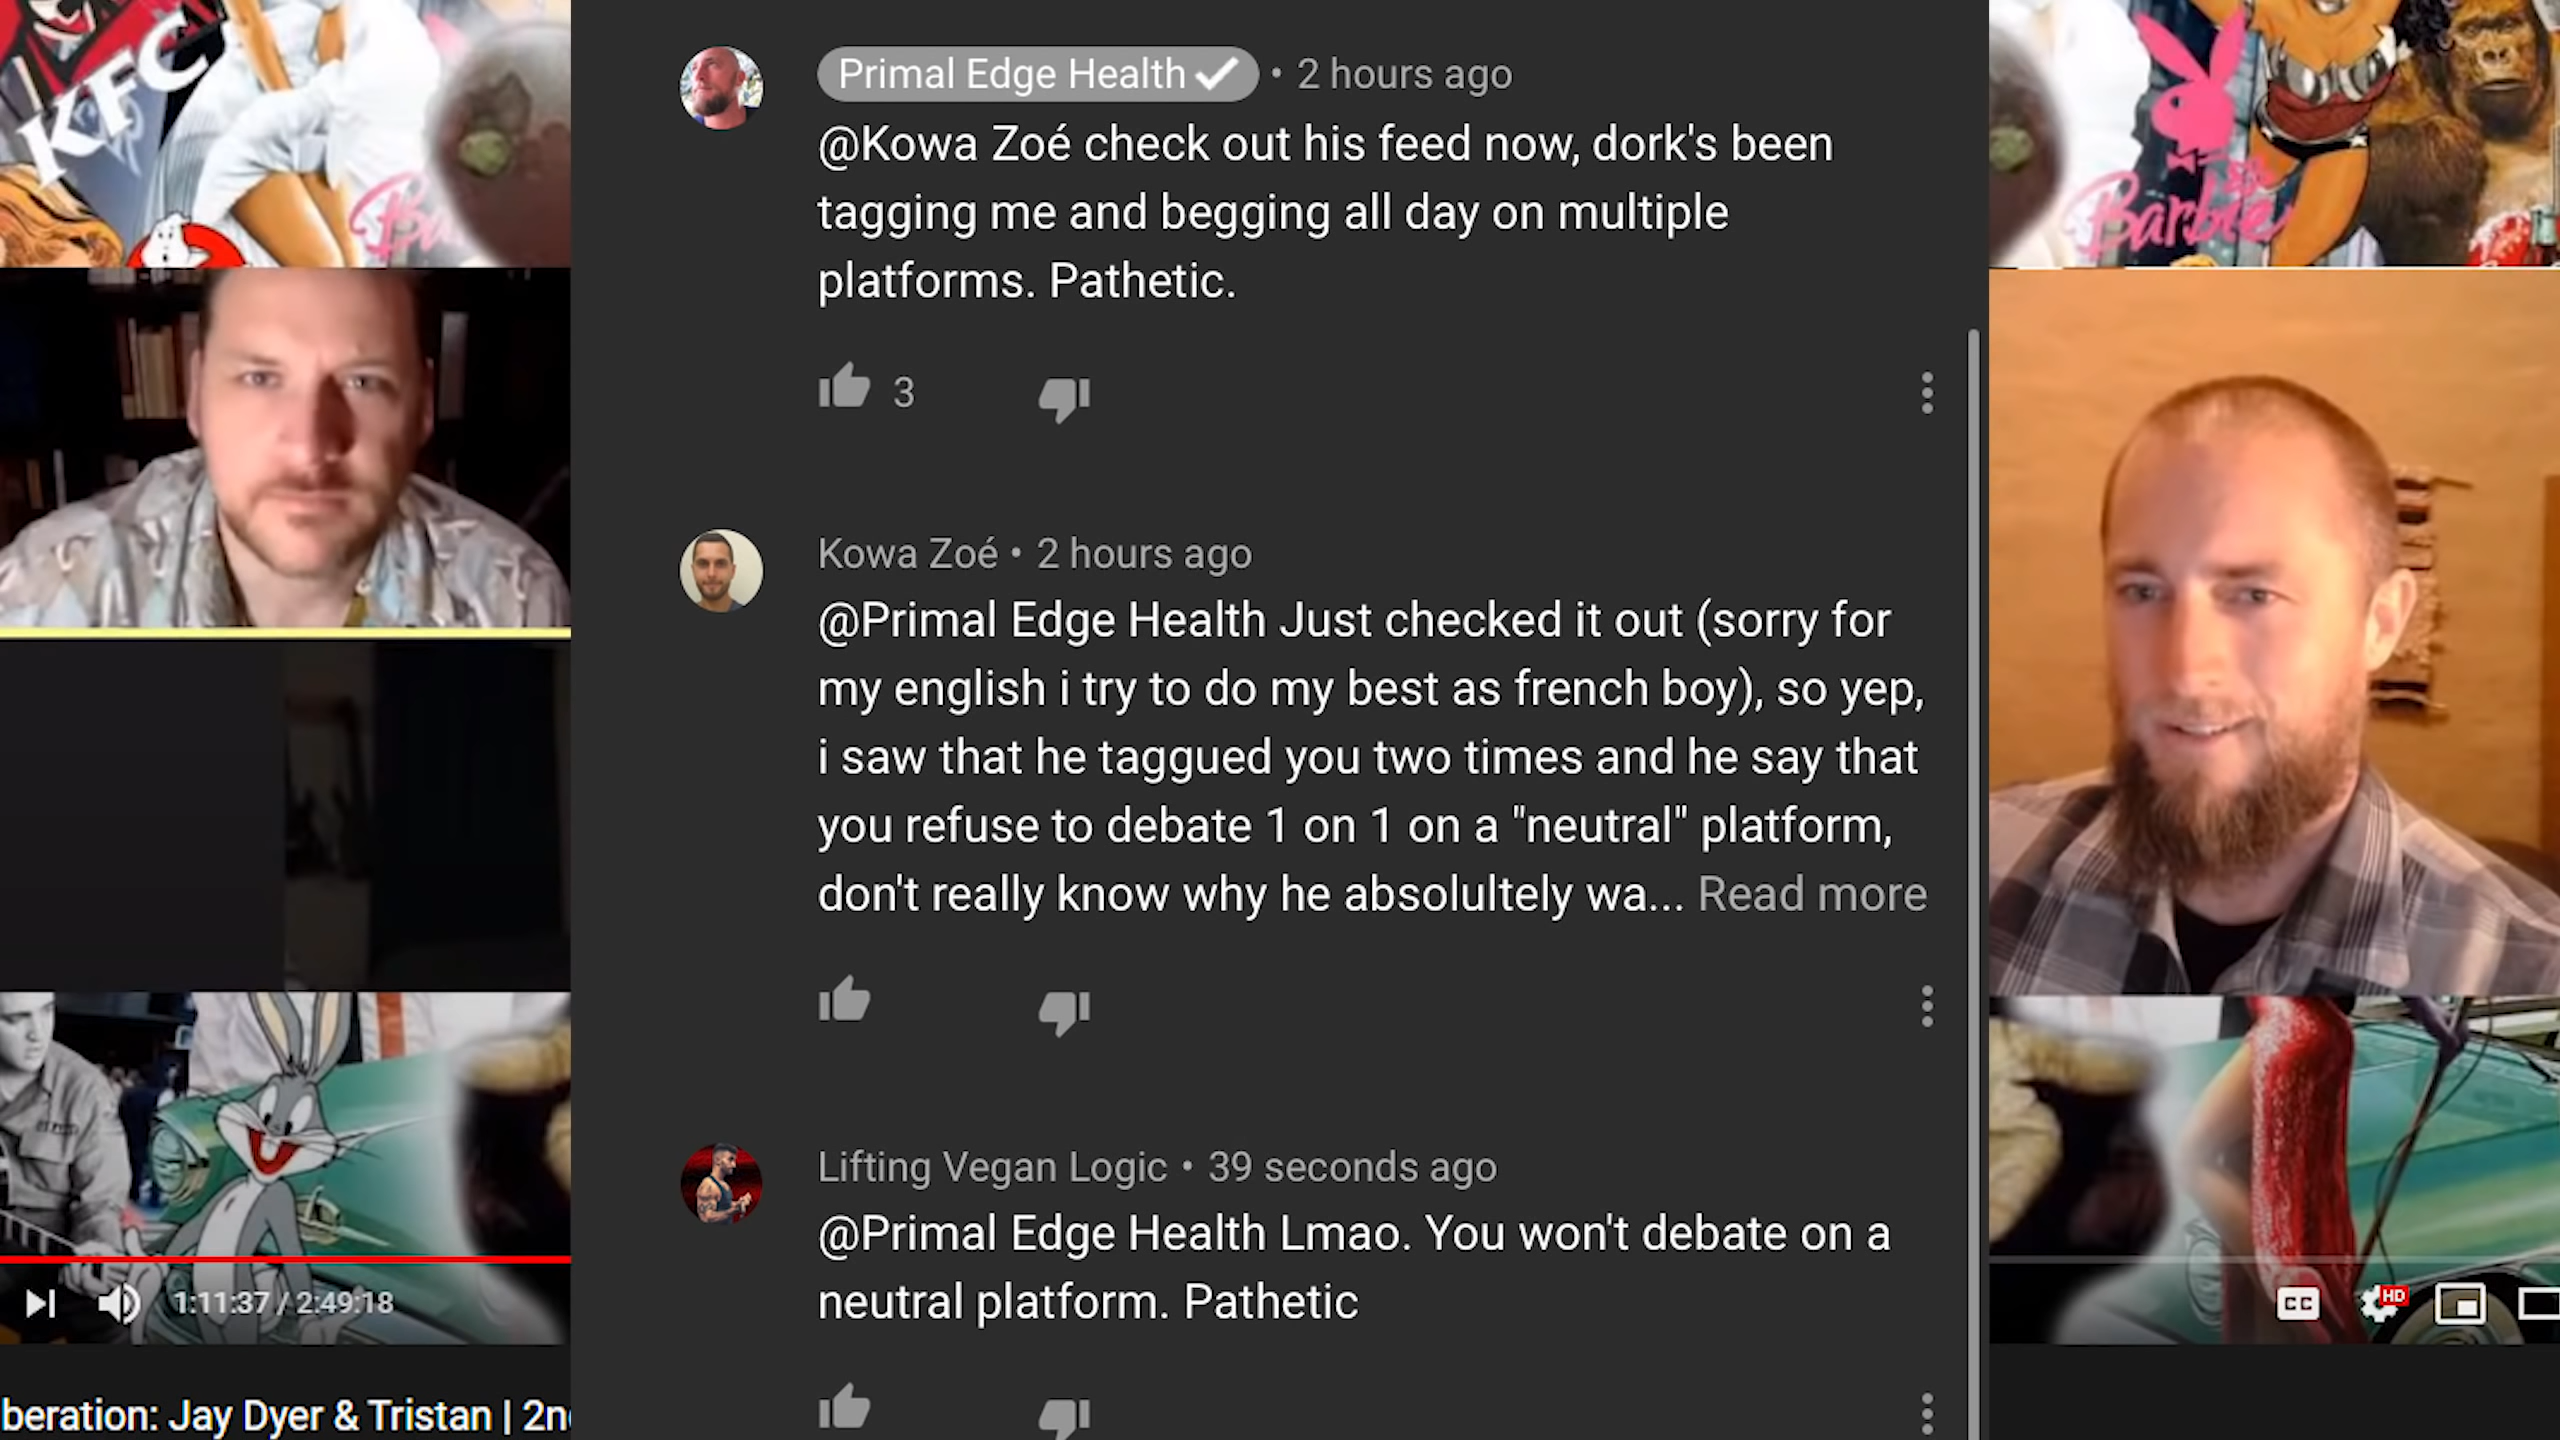 KFC
Ba
Barbie
Primal Edge Health • 2 hours ago
@Kowa Zoé check out his feed now, dork's been
tagging me and begging all day on multiple
platforms. Pathetic.
3
Kowa Zoé • 2 hours ago
@Primal Edge Health Just checked it out (sorry for
my english i try to do my best as french boy), so yep,
i saw that he taggued you two times and he say that
you refuse to debate 1 on 1 on a "neutral" platform,
don't really know why he absolultely wa... Read more
Lifting Vegan Logic • 39 seconds ago
@Primal Edge Health Lmao. You won't debate on a
neutral platform. Pathetic
1:11:37 / 2:49:18
CC
HD
beration: Jay Dyer & Tristan | 2n